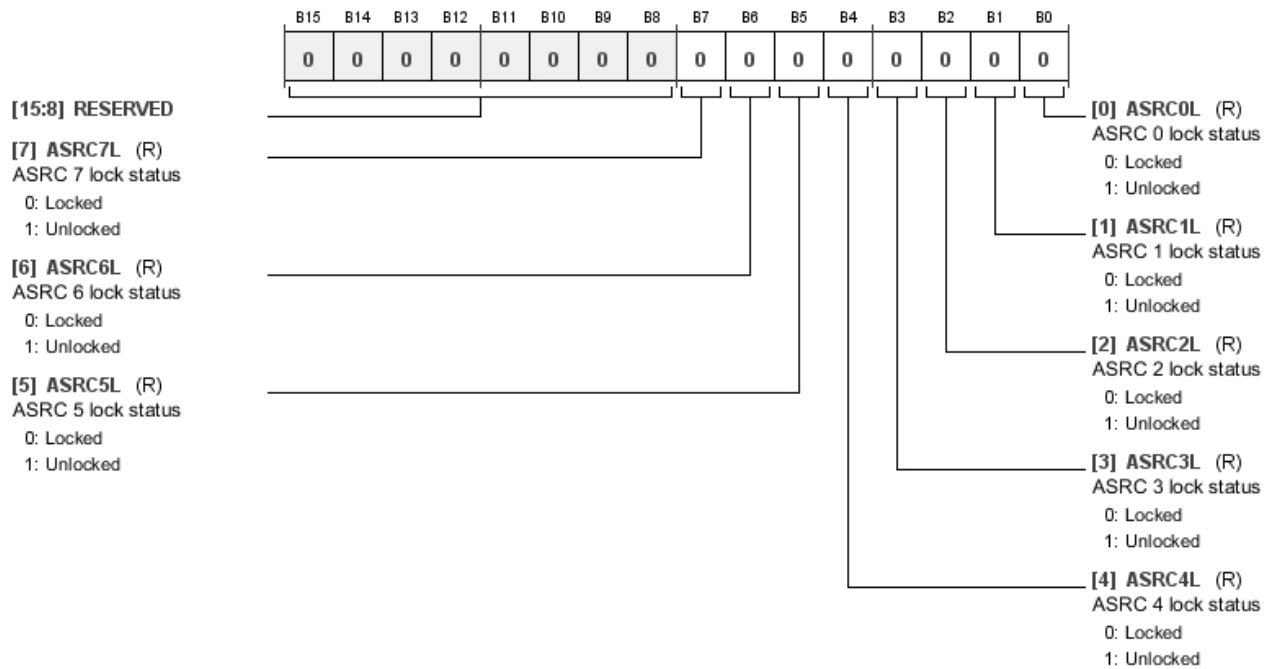 B15 B14 B13 B12 B11 B10 B9 B8 B7 B6 B5 B4 B3 B2 B1 B0
0 0 0 0 0 0 0 0 0 0 0 0 0 0 0 0
[15:8] RESERVED
[7] ASRC7L (R)
ASRC 7 lock status
0: Locked
1: Unlocked
[6] ASRC6L (R)
ASRC 6 lock status
0: Locked
1: Unlocked
[5] ASRC5L (R)
ASRC 5 lock status
0: Locked
1: Unlocked
[0] ASRC0L (R)
ASRC 0 lock status
0: Locked
1: Unlocked
[1] ASRC1L (R)
ASRC 1 lock status
0: Locked
1: Unlocked
[2] ASRC2L (R)
ASRC 2 lock status
0: Locked
1: Unlocked
[3] ASRC3L (R)
ASRC 3 lock status
0: Locked
1: Unlocked
[4] ASRC4L (R)
ASRC 4 lock status
0: Locked
1: Unlocked